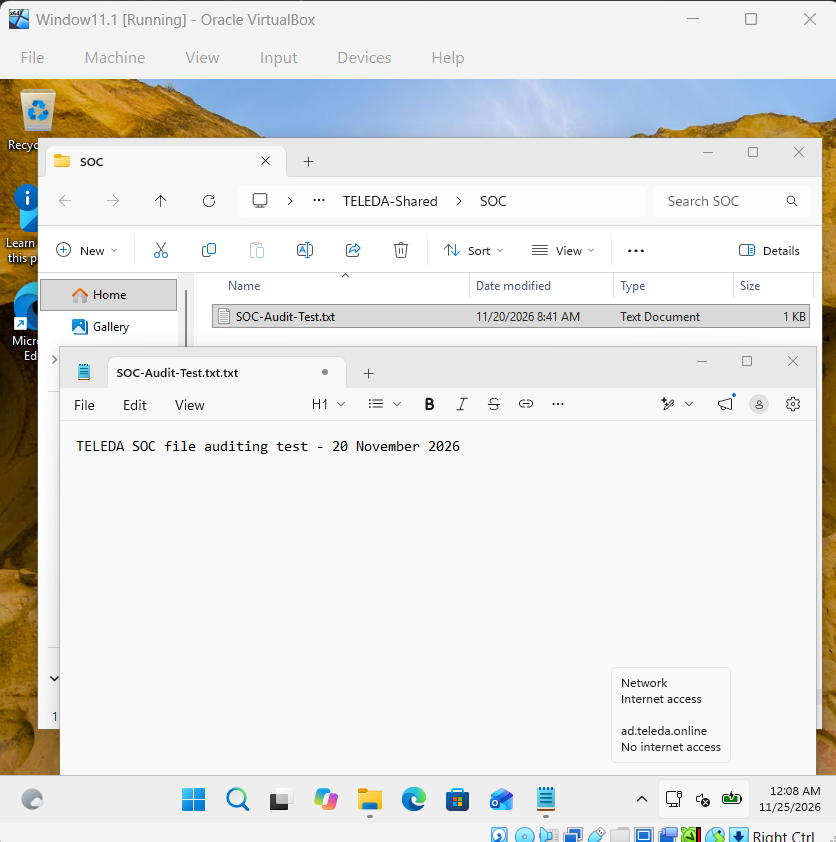 Window11.1 [Running] - Oracle VirtualBox
File Machine View Input Devices Help
Recyc
SOC
TELEDA-Shared SOC
Search SOC
New Sort View Details
Learn
this p
Home
Gallery
Name Date modified Type Size
SOC-Audit-Test.txt 11/20/2026 8:41 AM Text Document 1 KB
Micr
Ed
SOC-Audit-Test.txt.txt
File Edit View H1 B I S
TELEDA SOC file auditing test - 20 November 2026
1
Network
Internet access
ad.teleda.online
No internet access
12:08 AM
11/25/2026
Right Ctrl